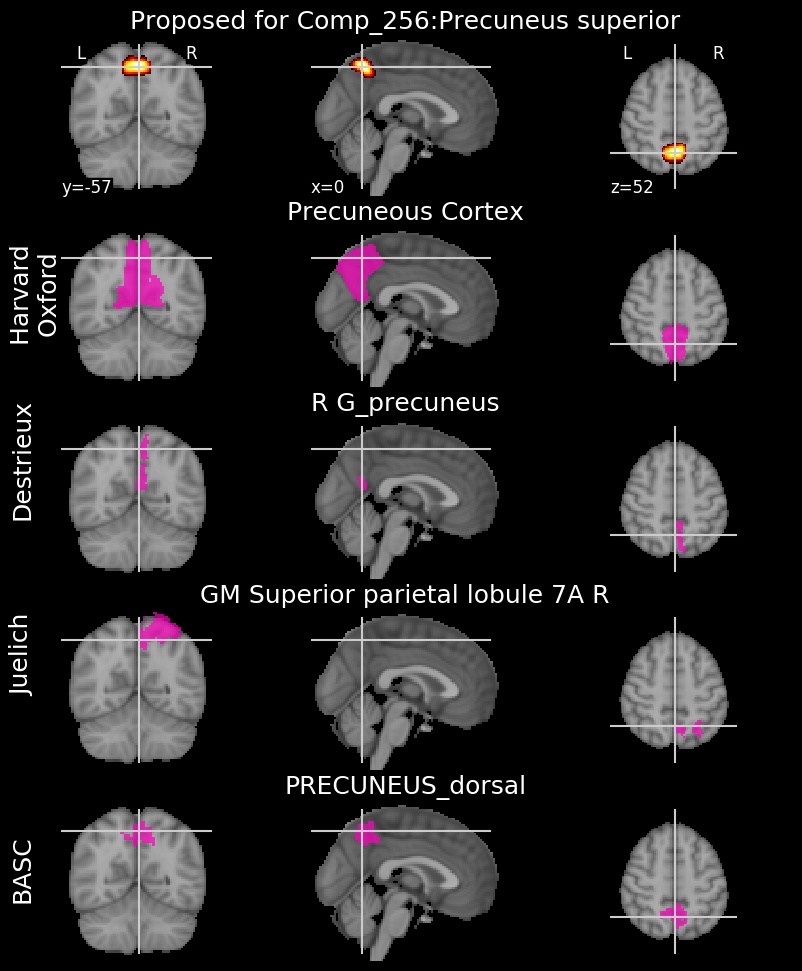 Proposed for Comp_256:Precuneus superior
L R
L R
y=-57
x=0
z=52
Precuneous Cortex
Harvard
Oxford
R G_precuneus
Destrieux
GM Superior parietal lobule 7A R
Juelich
PRECUNEUS_dorsal
BASC